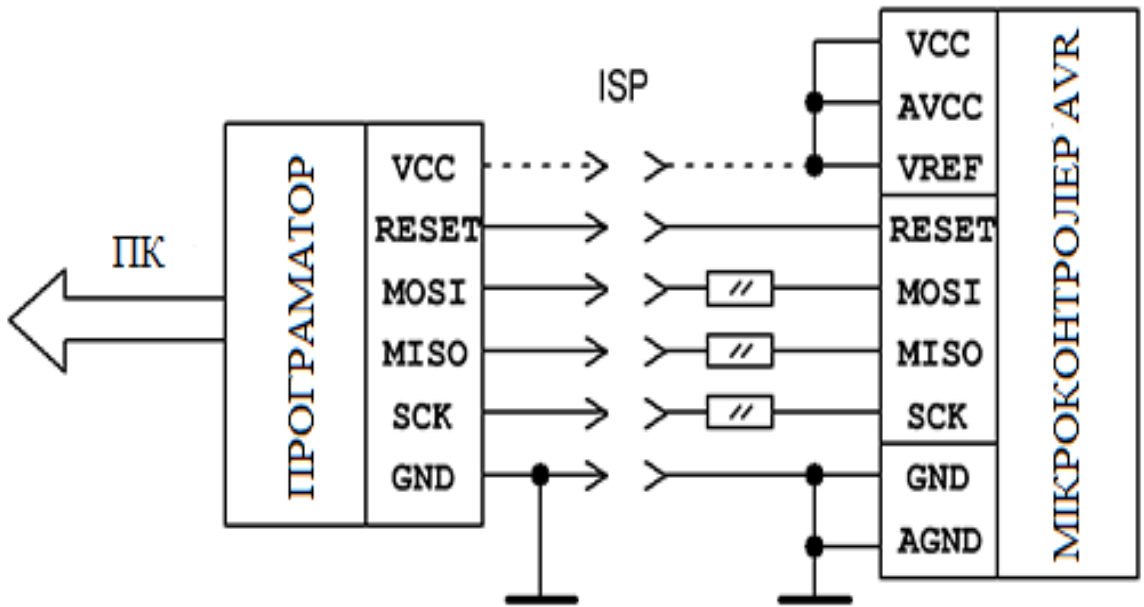 ПК
ПРОГРАМАТОР
VCC
RESET
MOSI
MISO
SCK
GND
ISP
VCC
AVCC
VREF
RESET
MOSI
MISO
SCK
GND
AGND
МІКРОКОНТРОЛЕР AVR